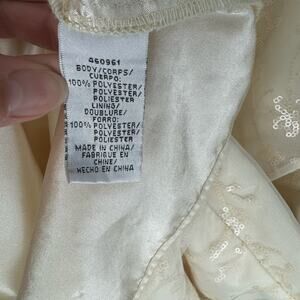 460961
BODY/CORPS/
CUERPO:
100% POLYESTER/
POLYESTER/
POLIESTER
LINING/
DOUBLURE/
FORRO:
100% POLYESTER/
POLYESTER/
POLIESTER
MADE IN CHINA/
FABRIQUE EN
CHINE/
HECHO EN CHINA